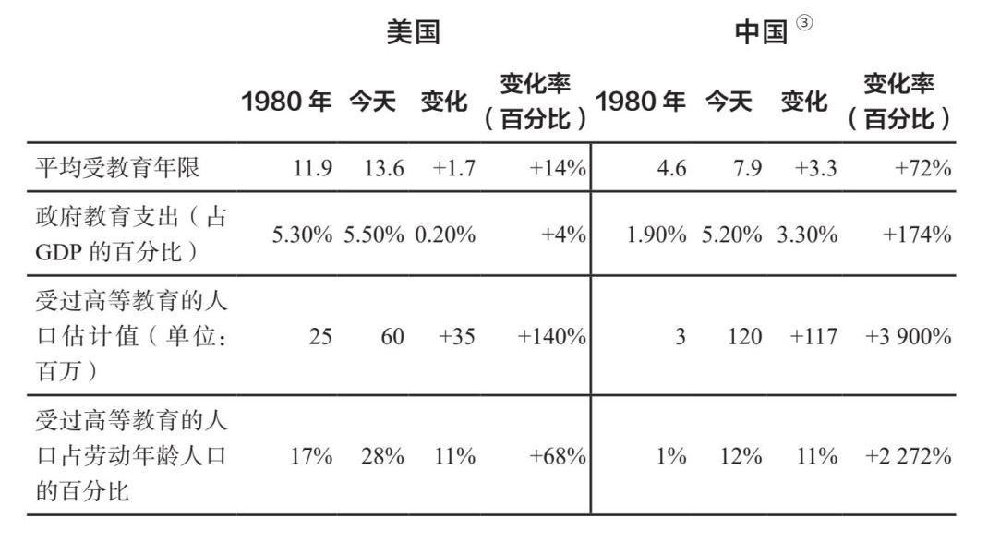 美国 中国 ③
1980 年 今天 变化 变化率（百分比） 1980 年 今天 变化 变化率（百分比）
平均受教育年限 11.9 13.6 +1.7 +14% 4.6 7.9 +3.3 +72%
政府教育支出（占
GDP 的百分比） 5.30% 5.50% 0.20% +4% 1.90% 5.20% 3.30% +174%
受过高等教育的人
口估计值（单位：
百万） 25 60 +35 +140% 3 120 +117 +3 900%
受过高等教育的人
口占劳动年龄人口
的百分比 17% 28% 11% +68% 1% 12% 11% +2 272%